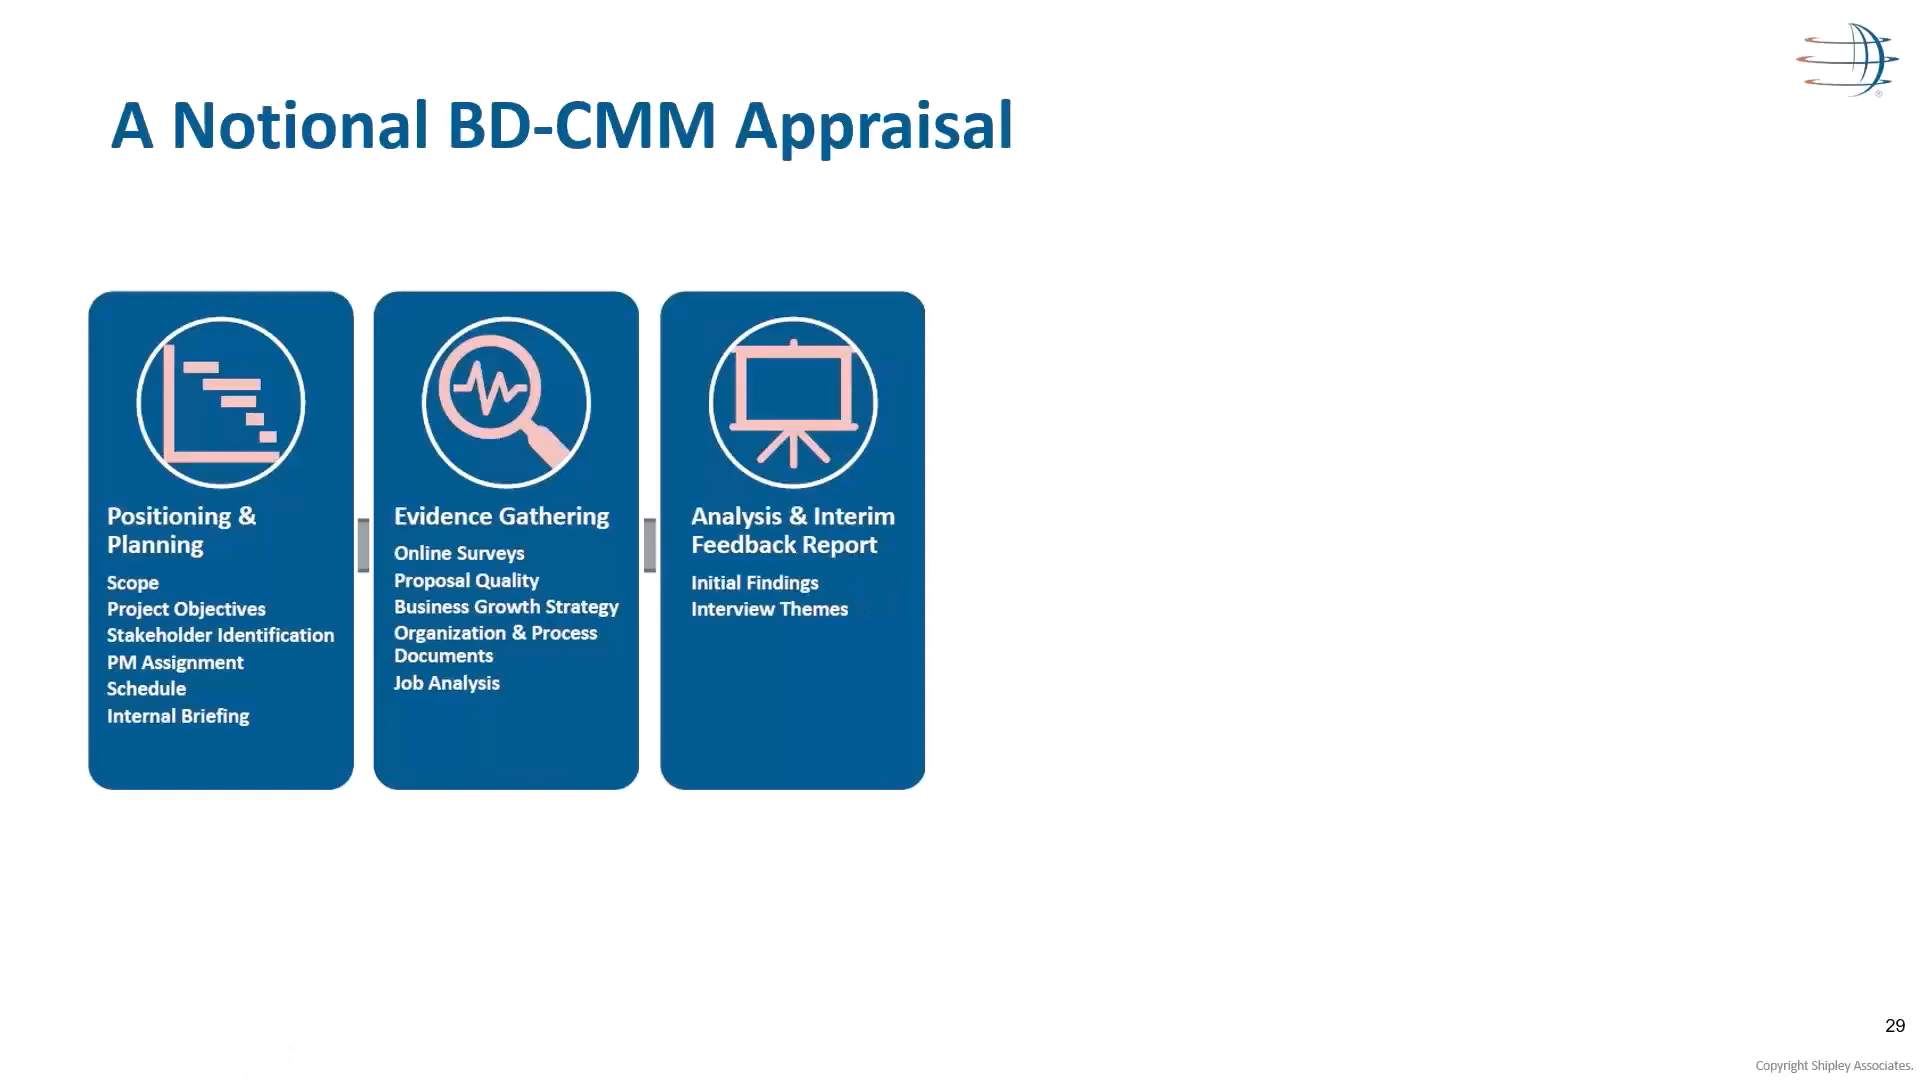 A Notional BD-CMM Appraisal
Positioning &
Planning
Scope
Project Objectives
Stakeholder Identification
PM Assignment
Schedule
Internal Briefing
Evidence Gathering
Online Surveys
Proposal Quality
Business Growth Strategy
Organization & Process
Documents
Job Analysis
Analysis & Interim
Feedback Report
Initial Findings
Interview Themes
29
Copyright Shipley Associates.